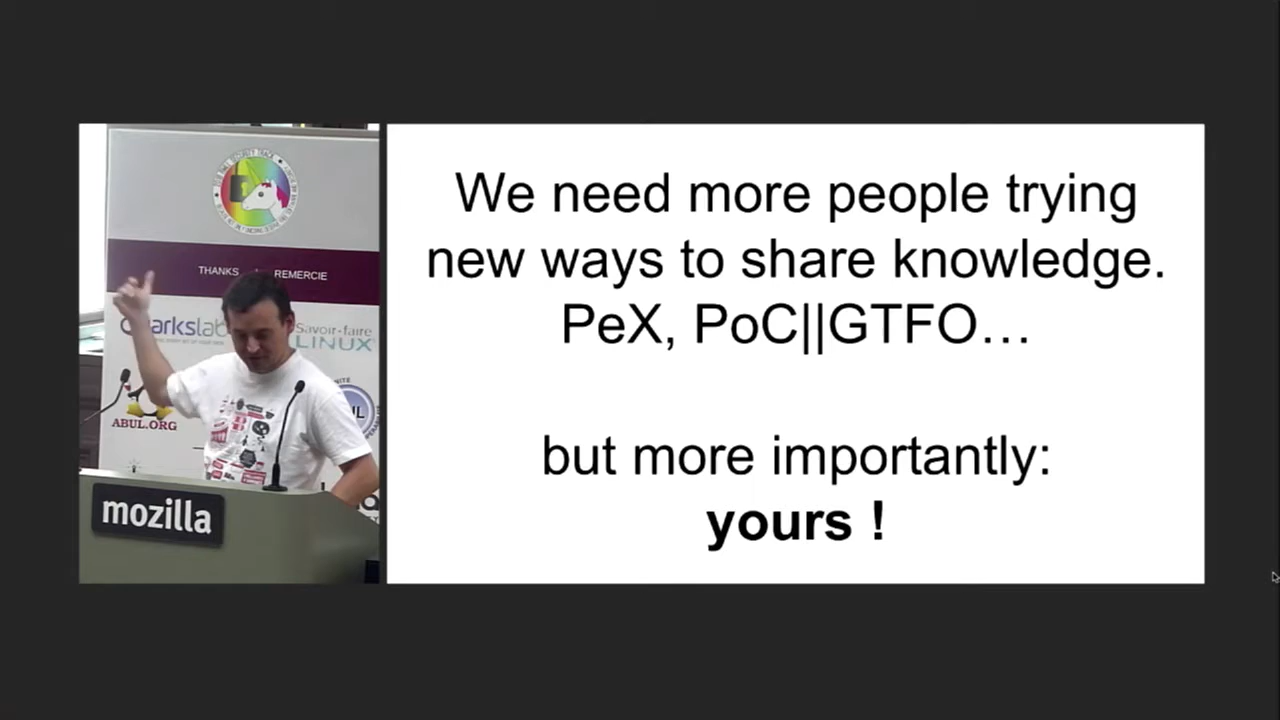 THANKS REMERCIE
Savoir-faire
LINUX
ABUL.ORG
mozilla
We need more people trying
new ways to share knowledge.
PeX, PoC||GTFO…
but more importantly:
yours !